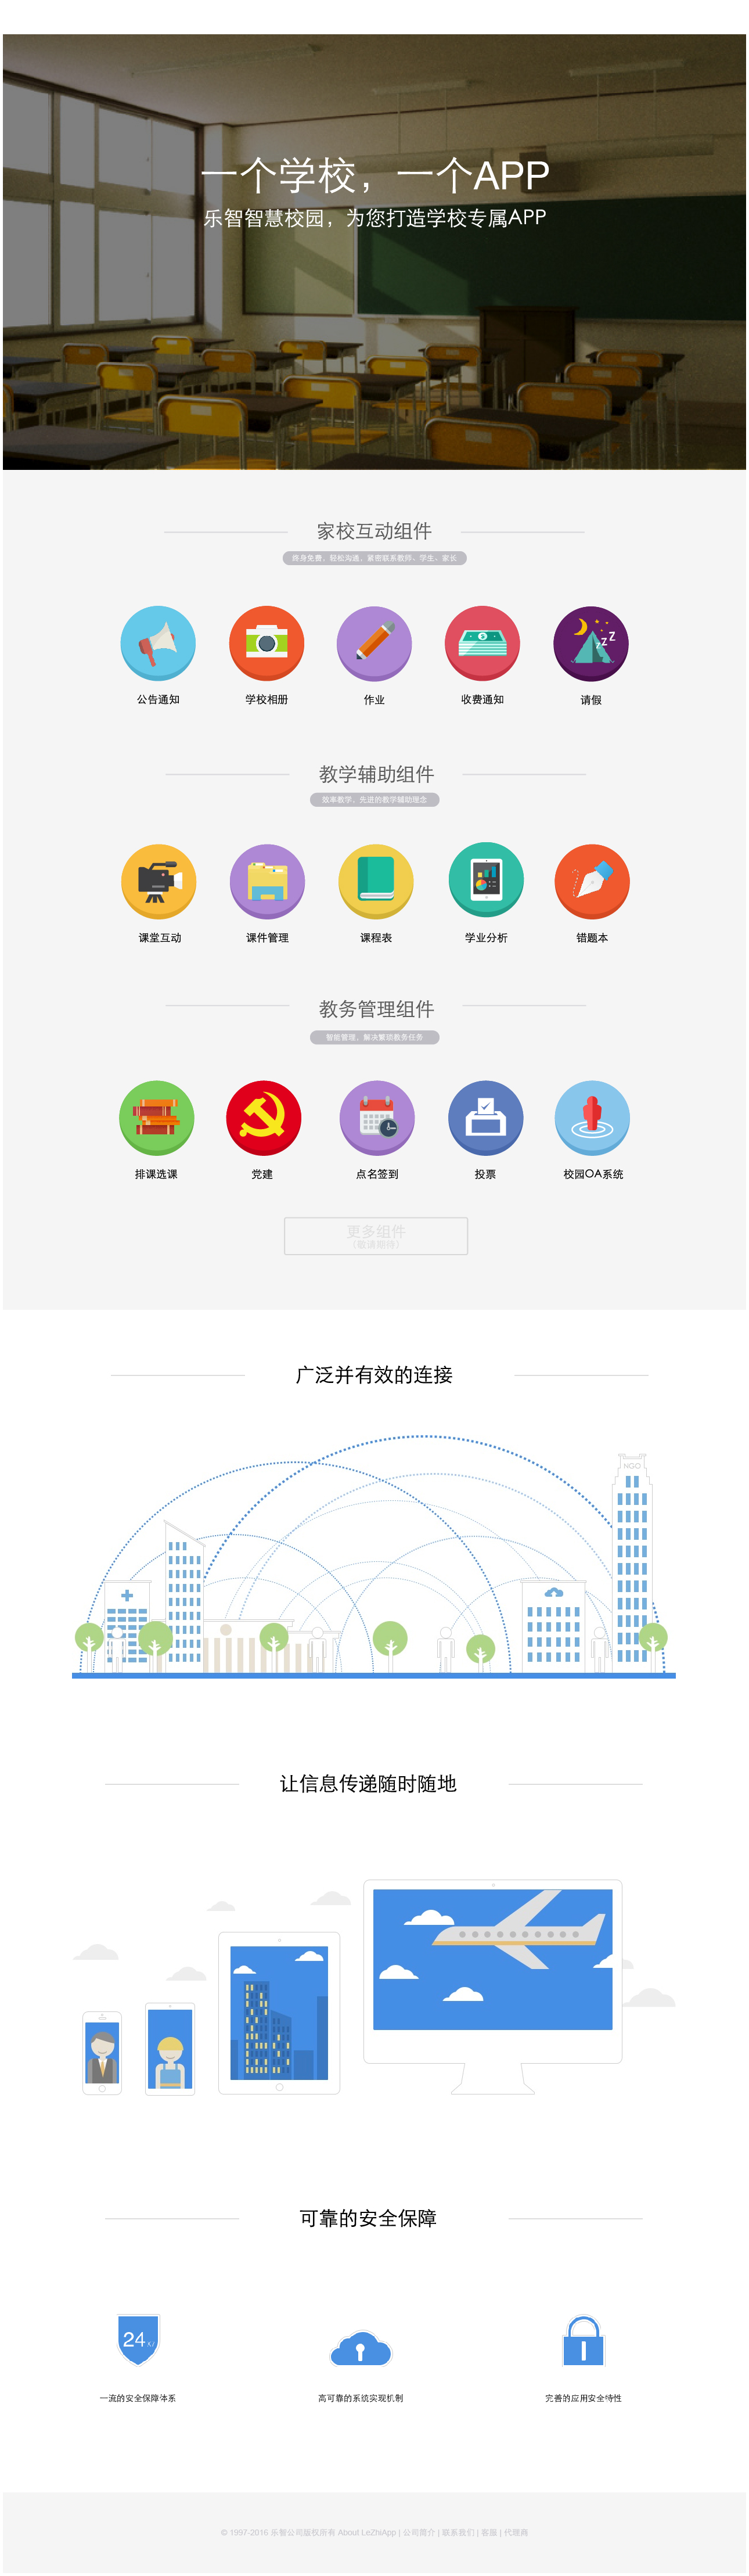 一个学校，一个APP
乐智智慧校园，为您打造学校专属APP
家校互动组件
终身免费、轻松沟通、紧密联系教师、学生、家长
公告通知
学校相册
作业
收费通知
请假
教学辅助组件
效率教学、先进的教学辅助理念
课堂互动
课件管理
课程表
学业分析
错题本
教务管理组件
智能管理、解决繁琐教务任务
排课选课
党建
点名签到
投票
校园OA系统
更多组件
（敬请期待）
广泛并有效的连接
NGO
让信息传递随时随地
可靠的安全保障
24
一流的安全保障体系
高可靠的系统实现机制
完善的应用安全特性
© 1997-2016 乐智公司版权所有 About LeZhiApp | 公司简介 | 联系我们 | 客服 | 代理商